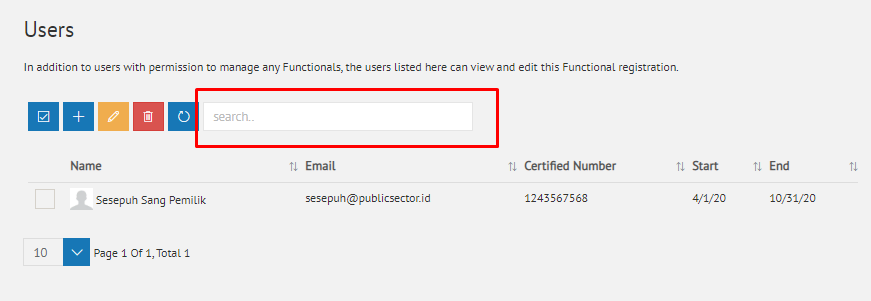 Users
In addition to users with permission to manage any Functionals, the users listed here can view and edit this Functional registration.
search..
Name Email Certified Number Start End
Sesepuh Sang Pemilik sesepuh@publicsector.id 1243567568 4/1/20 10/31/20
10 Page 1 Of 1, Total 1